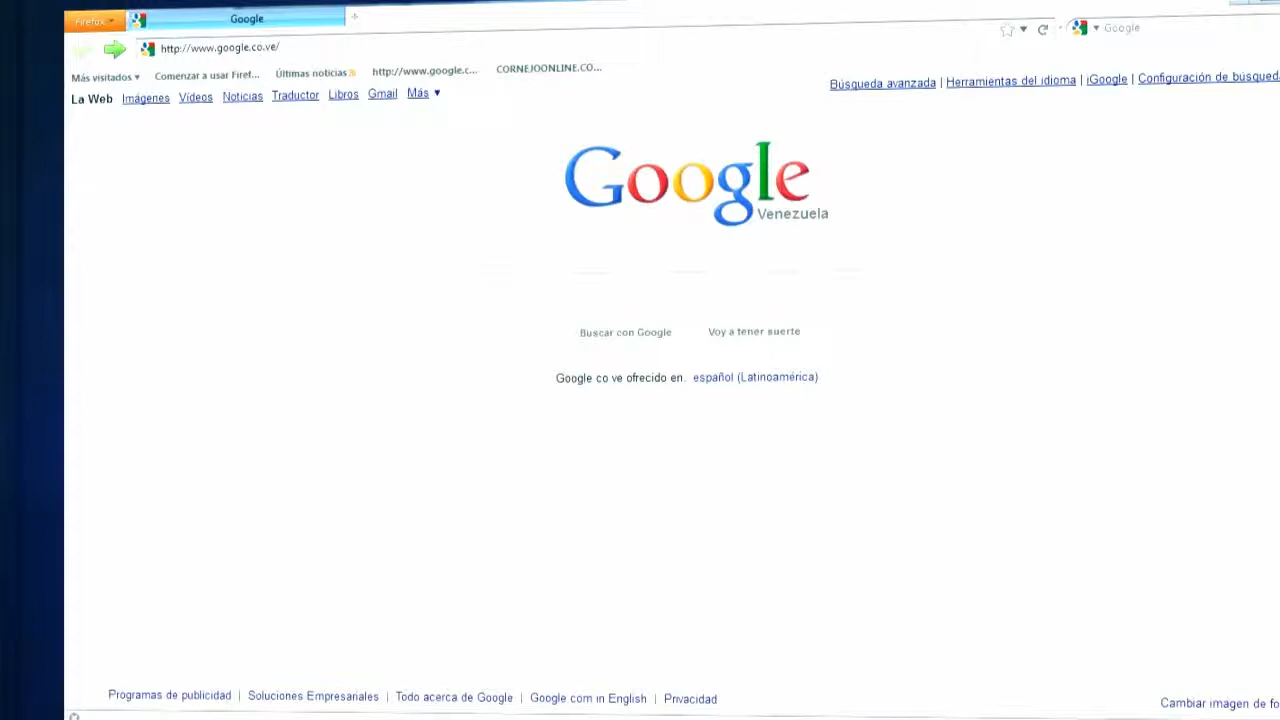 Firefox
Google
http://www.google.co.ve/
Google
Más visitados
Comenzar a usar Firef...
Últimas noticias
http://www.google.c...
CORNEJOONLINE.CO...
La Web Imágenes Vídeos Noticias Traductor Libros Gmail Más
Búsqueda avanzada | Herramientas del idioma | iGoogle | Configuración de búsqued
Google
Venezuela
Buscar con Google
Voy a tener suerte
Google co ve ofrecido en. español (Latinoamérica)
Programas de publicidad | Soluciones Empresariales | Todo acerca de Google | Google com in English | Privacidad
Cambiar imagen de fo